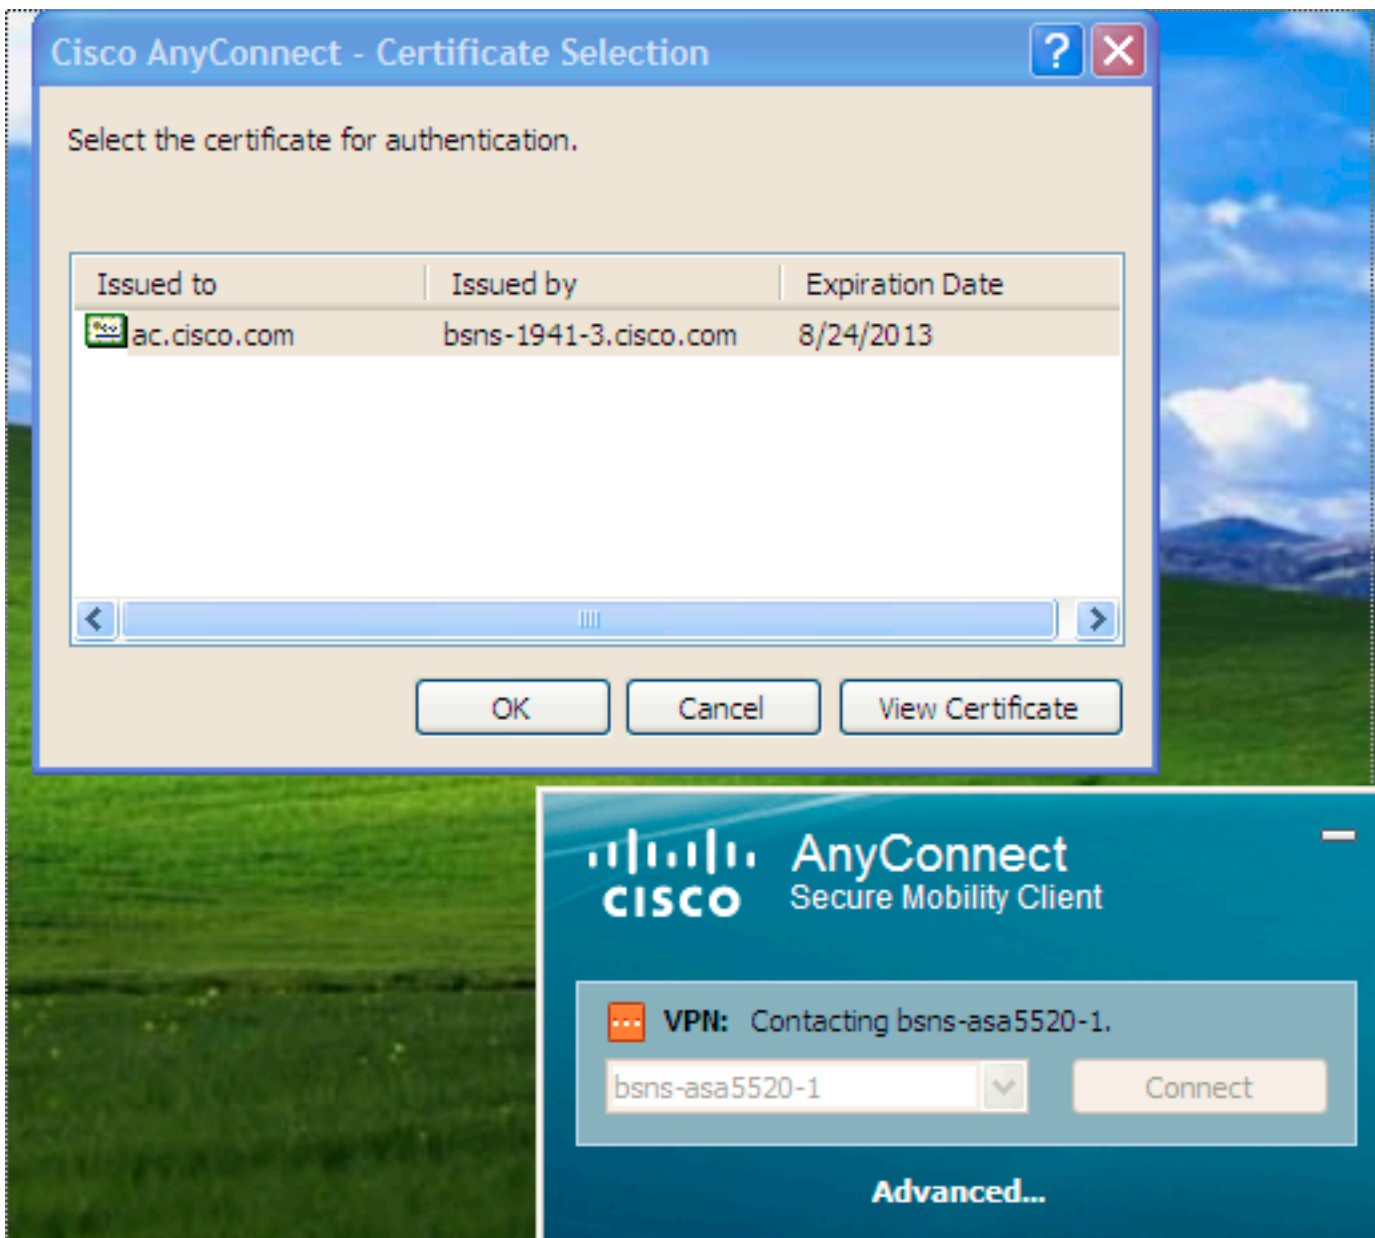 Cisco AnyConnect - Certificate Selection
Select the certificate for authentication.
Issued to Issued by Expiration Date
ac.cisco.com bsns-1941-3.cisco.com 8/24/2013
OK Cancel View Certificate
CISCO
AnyConnect
Secure Mobility Client
VPN: Contacting bsns-asa5520-1.
bsns-asa5520-1 Connect
Advanced...